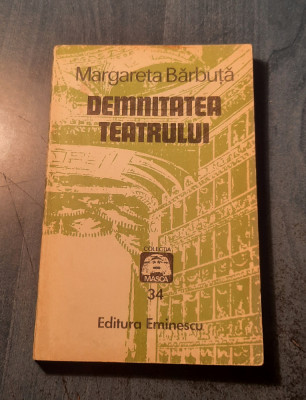 Margareta Bărbuță
DEMNITATEA
TEATRULUI
COLECȚIA
MASCA
34
Editura Eminescu